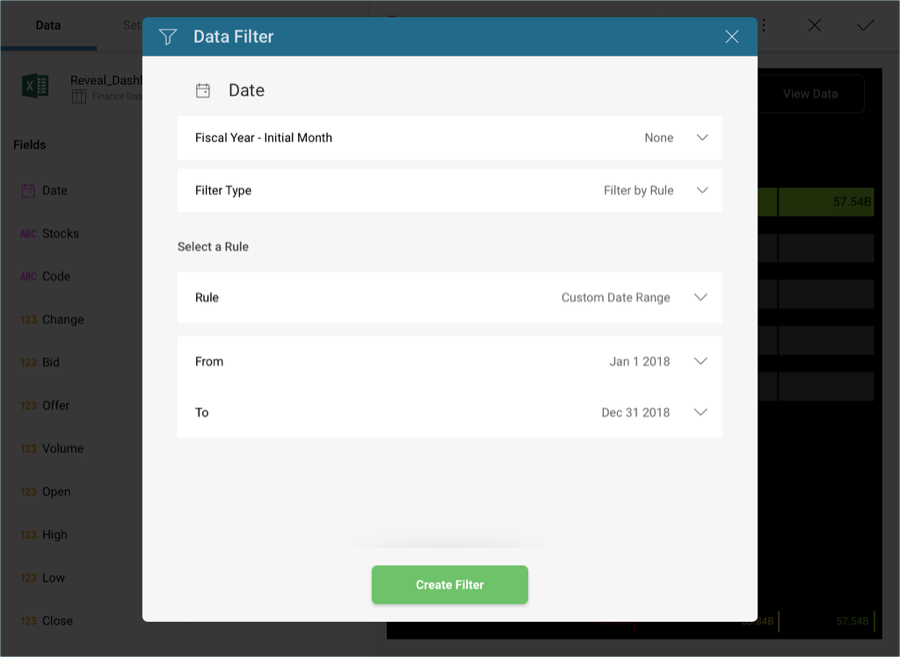 Data
Set
Data Filter
Reveal_Dashl
Finance Das
Date
View Data
Fields
Fiscal Year - Initial Month
None
Date
Filter Type
Filter by Rule
57.54B
ABC Stocks
Select a Rule
ABC Code
Rule
Custom Date Range
123 Change
123 Bid
From
Jan 1 2018
123 Offer
To
Dec 31 2018
123 Volume
123 Open
123 High
123 Low
Create Filter
123 Close
84B
57.54B